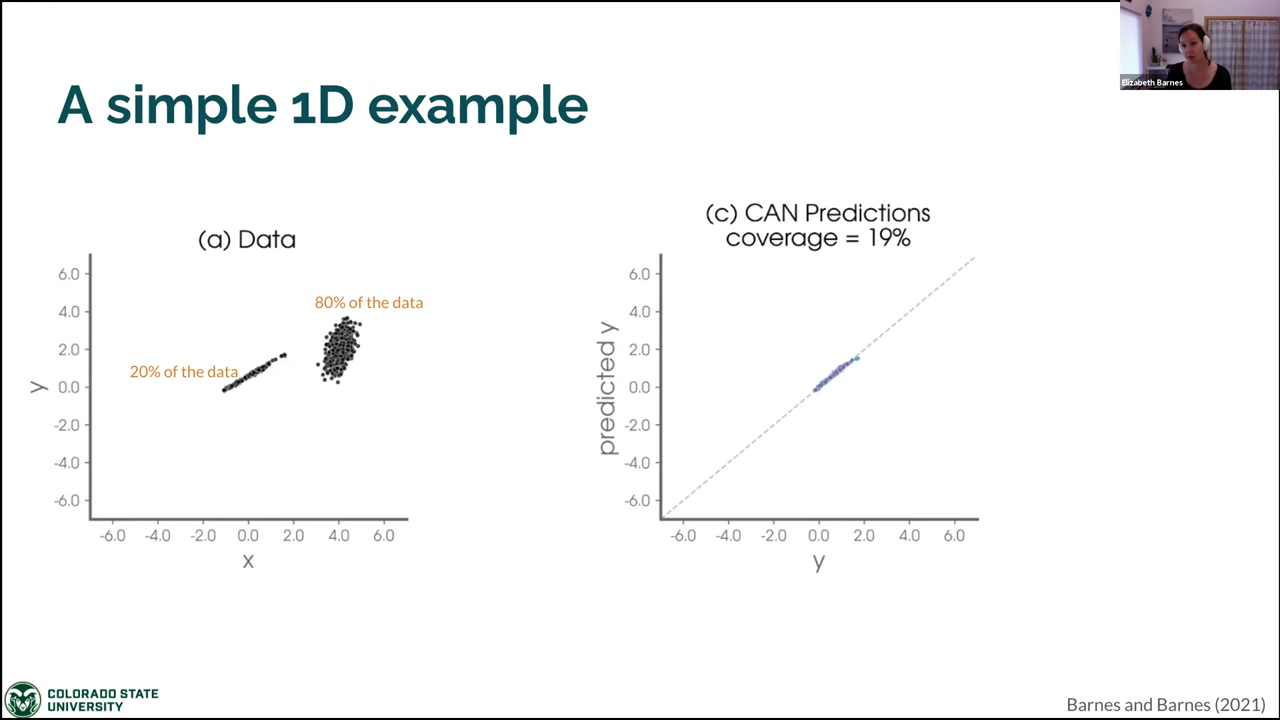 Elizabeth Barnes
A simple 1D example
(a) Data
80% of the data
20% of the data
y
6.0
4.0
2.0
0.0
-2.0
-4.0
-6.0
-6.0 -4.0 -2.0 0.0 2.0 4.0 6.0
x
(c) CAN Predictions
coverage = 19%
predicted y
6.0
4.0
2.0
0.0
-2.0
-4.0
-6.0
-6.0 -4.0 -2.0 0.0 2.0 4.0 6.0
y
COLORADO STATE
UNIVERSITY
Barnes and Barnes (2021)